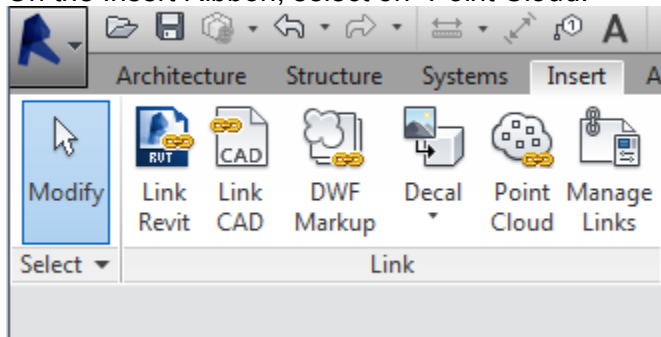 On the Insert Ribbon, select on "Point Cloud."
A
Architecture Structure Systems Insert A
RVT CAD
Modify
Link Revit
Link CAD
DWF Markup
Decal
Point Cloud
Manage Links
Select
Link